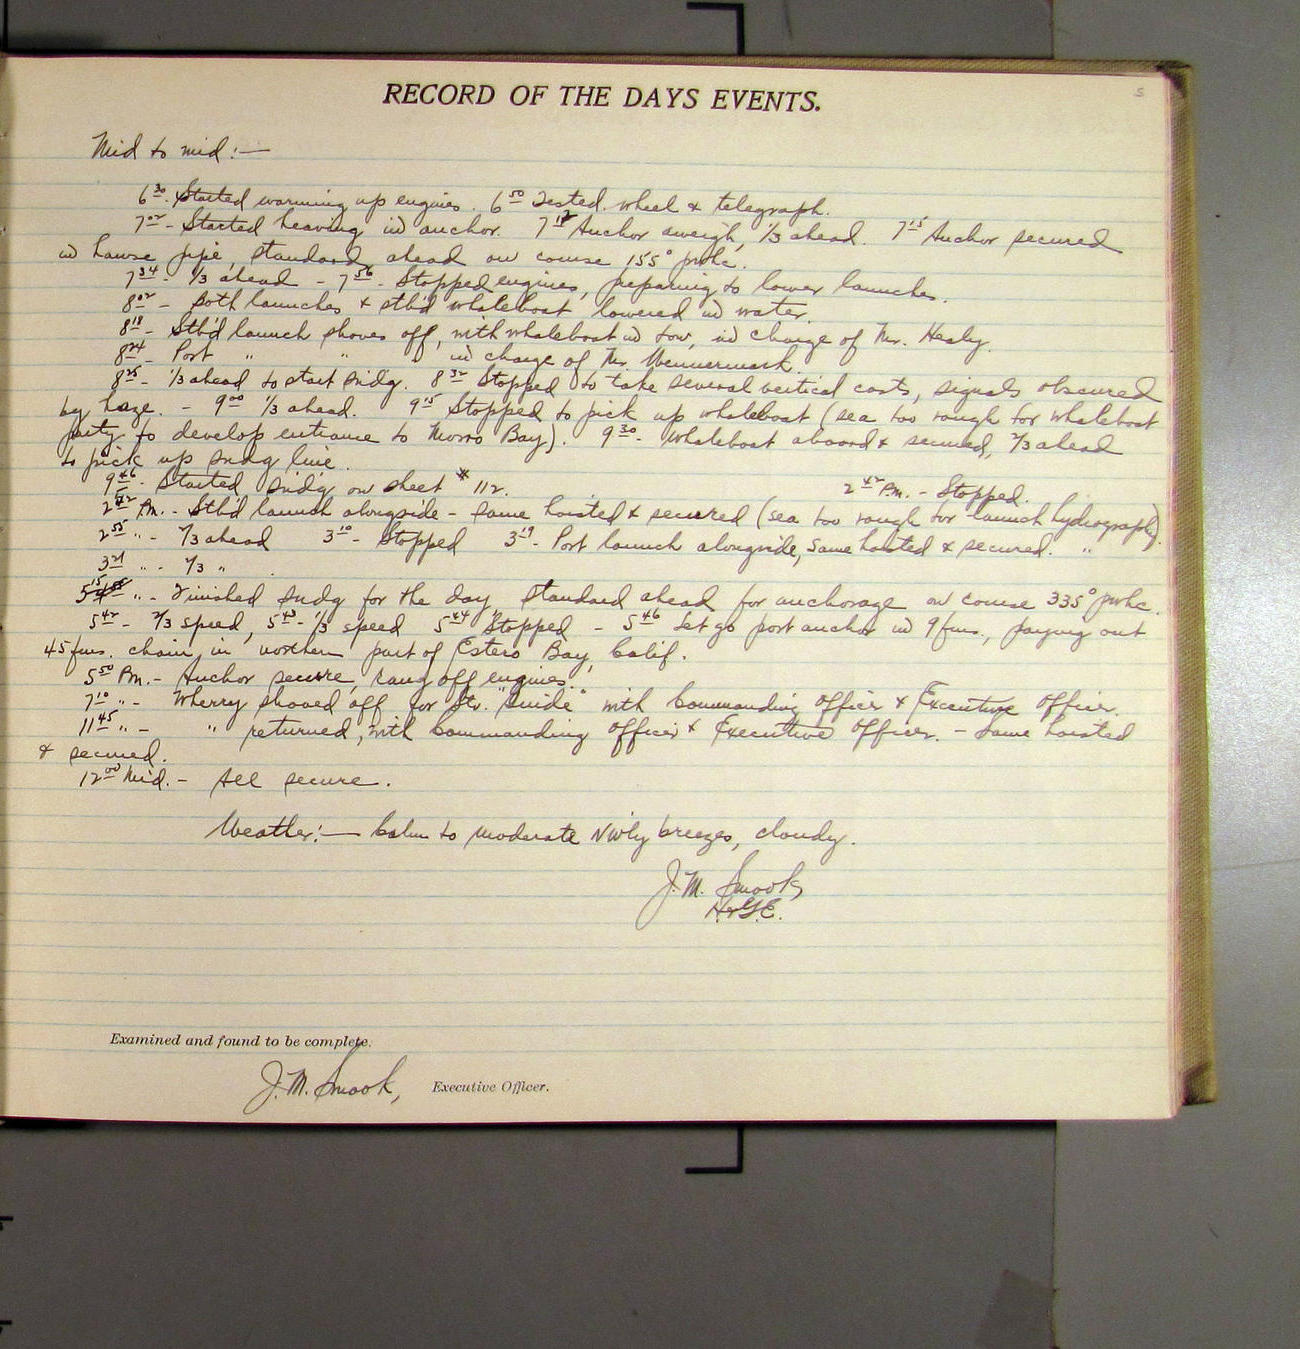 RECORD OF THE DAYS EVENTS.
5
Mid to mid:—
6³⁰. Started warming up engines. 6⁵⁰ Tested wheel & telegraph.
7⁰² - Started heaving in anchor. 7¹² Anchor aweigh, 1/3 ahead. 7¹⁵ Anchor secured
in hawse pipe, standard ahead on course 155° pshc.
7³⁴ - 1/3 ahead - 7⁵⁶ - Stopped engines, preparing to lower launches.
8⁰² - Both launches & stb'd whaleboat lowered in water.
8¹⁸ - Stb'd launch shoves off, with whaleboat in tow, in charge of Mr. Healy.
8²⁴ - Port " " " in charge of Mr. Wennermark.
8²⁵ - 1/3 ahead to start sndg. 8³² Stopped to take several vertical casts, signals obscured
by haze. - 9⁰⁰ 1/3 ahead. 9¹⁵ Stopped to pick up whaleboat (sea too rough for whaleboat
party to develop entrance to Morro Bay). 9³⁰ - Whaleboat aboard & secured, 2/3 ahead
to pick up sndg line.
9⁴⁶ - Started sndg on sheet #112. 2⁴² P.M. - Stopped.
2⁵² P.M. - Stb'd launch alongside - same hoisted & secured (sea too rough for launch hydrography).
2⁵⁵ " - 2/3 ahead 3¹⁰ - Stopped 3¹⁹ - Port launch alongside, same hoisted & secured. "
3²¹ " - 2/3 "
5¹⁵ " - Finished sndg for the day, standard ahead for anchorage on course 335° pshc.
5⁴² - 2/3 speed, 5⁴³ - 1/3 speed 5⁴⁴ Stopped - 5⁴⁶ Let go port anchor in 9 fms., paying out
45 fms. chain, in northern part of Estero Bay, Calif.
5⁵⁰ P.m. - Anchor secure, rang off engines.
7¹⁰ " - Wherry shoved off for Str. "Guide" with Commanding Officer & Executive Officer.
11⁴⁵ " - " returned, with Commanding Officer & Executive Officer. - Same hoisted
& secured.
12⁰⁰ Mid. - All secure.
Weather:— Calm to moderate NW'ly breezes, cloudy.
J.M. Smook,
H.&G.E.
Examined and found to be complete.
J.M. Smook, Executive Officer.